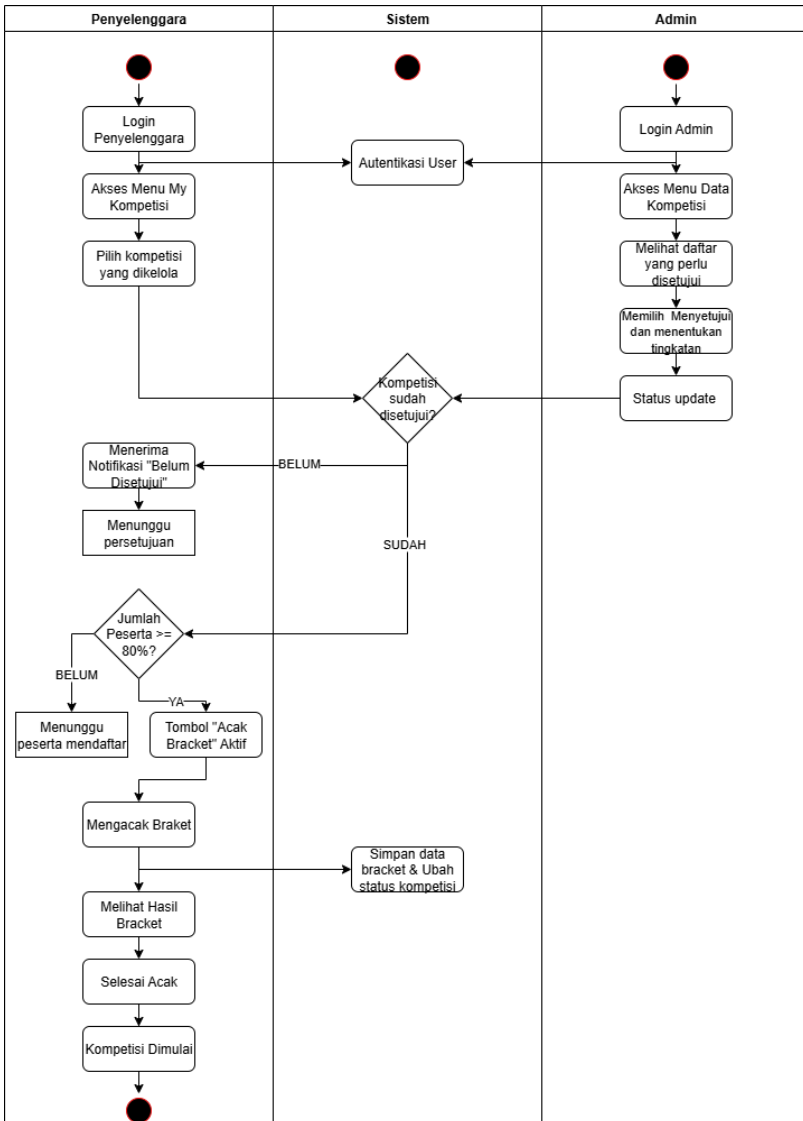 Penyelenggara
Sistem
Admin
Login
Penyelenggara
Login Admin
Autentikasi User
Akses Menu My
Kompetisi
Akses Menu Data
Kompetisi
Pilih kompetisi
yang dikelola
Melihat daftar
yang perlu
disetujui
Memilih Menyetujui
dan menentukan
tingkatan
Kompetisi
sudah
disetujui?
Status update
Menerima
Notifikasi "Belum
Disetujui"
BELUM
Menunggu
persetujuan
SUDAH
Jumlah
Peserta >=
80%?
BELUM
YA
Menunggu
peserta mendaftar
Tombol "Acak
Bracket" Aktif
Mengacak Braket
Simpan data
bracket & Ubah
status kompetisi
Melihat Hasil
Bracket
Selesai Acak
Kompetisi Dimulai